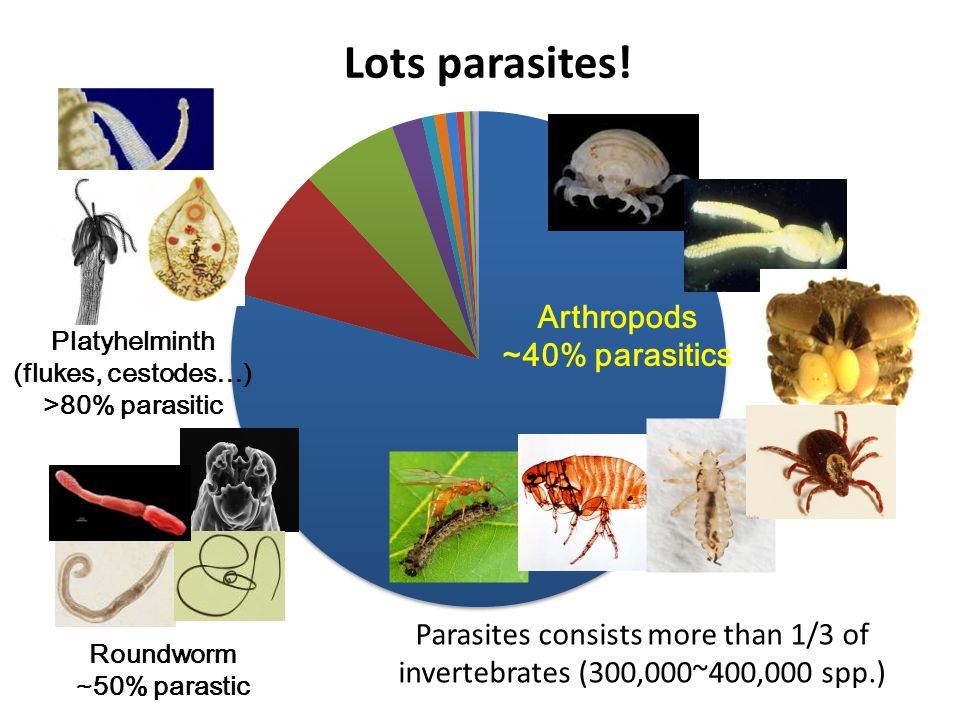 Lots parasites!
Platyhelminth
(flukes, cestodes…)
>80% parasitic
Arthropods
~40% parasitics
Roundworm
~50% parastic
Parasites consists more than 1/3 of
invertebrates (300,000~400,000 spp.)